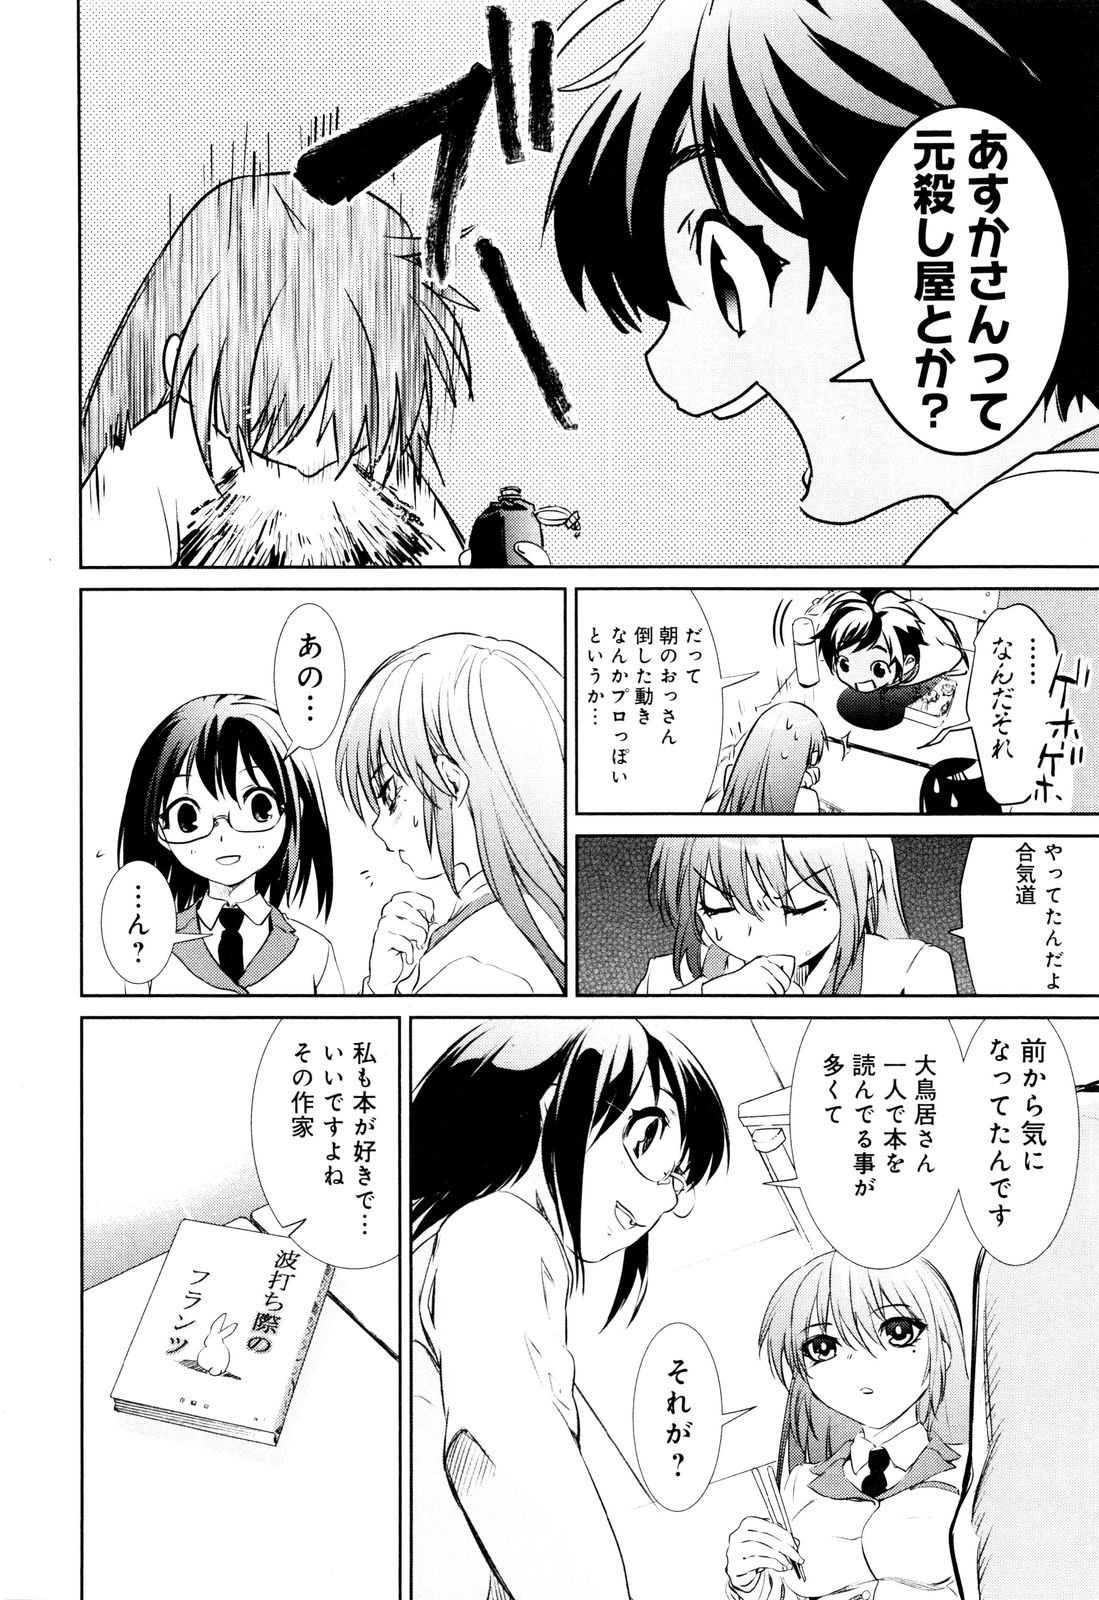 あすかさんって
元殺し屋とか？
ブーッ
……
なんだそれ
ゲホゲホゲホ
だって
朝のおっさん
倒した動き
なんかプロっぽい
というか…
やってたんだよ
合気道
あの…
…ん？
前から気に
なってたんです
大鳥居さん
一人で本を
読んでる事が
多くて
それが？
私も本が好きで…
いいですよね
その作家
波打ち際の
フランツ